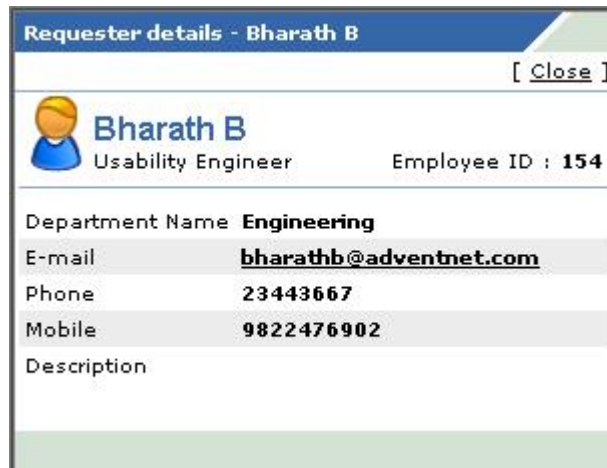 Requester details - Bharath B
[ Close ]
Bharath B
Usability Engineer Employee ID : 154
Department Name Engineering
E-mail bharathb@adventnet.com
Phone 23443667
Mobile 9822476902
Description